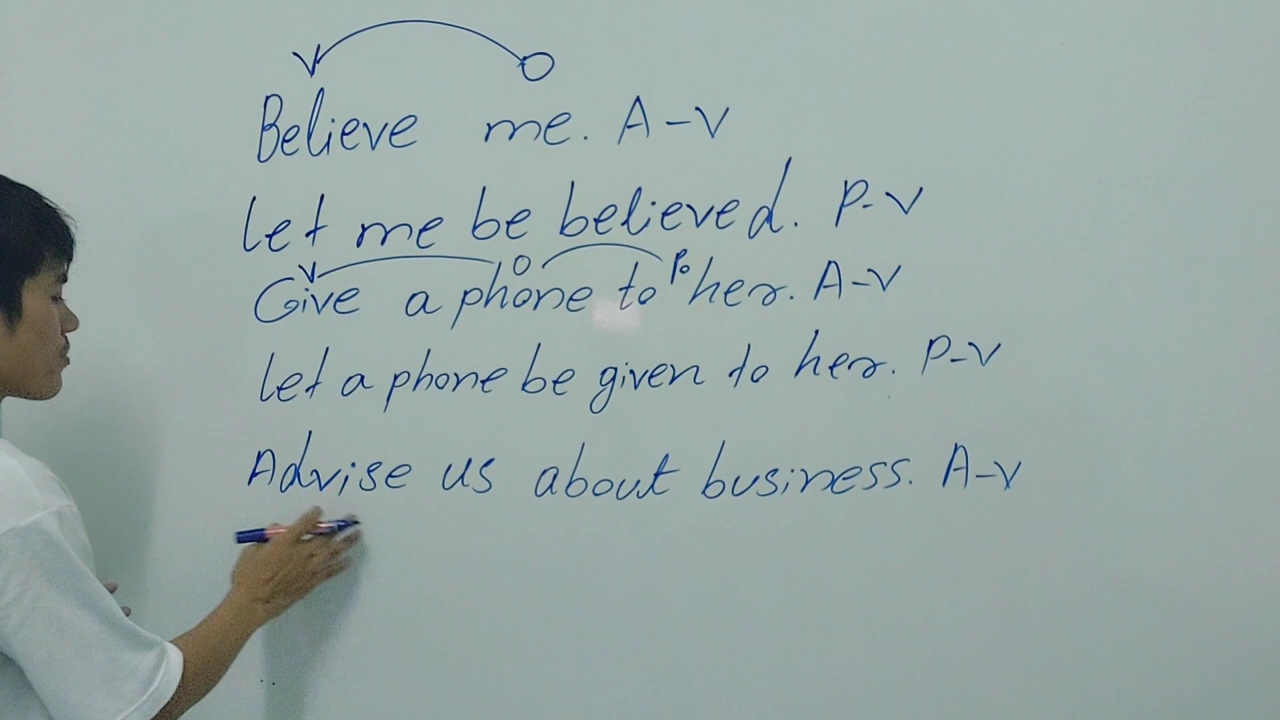 V O
Believe me. A-V
Let me be believed. P-V
V O Po
Give a phone to her. A-V
Let a phone be given to her. P-V
Advise us about business. A-V